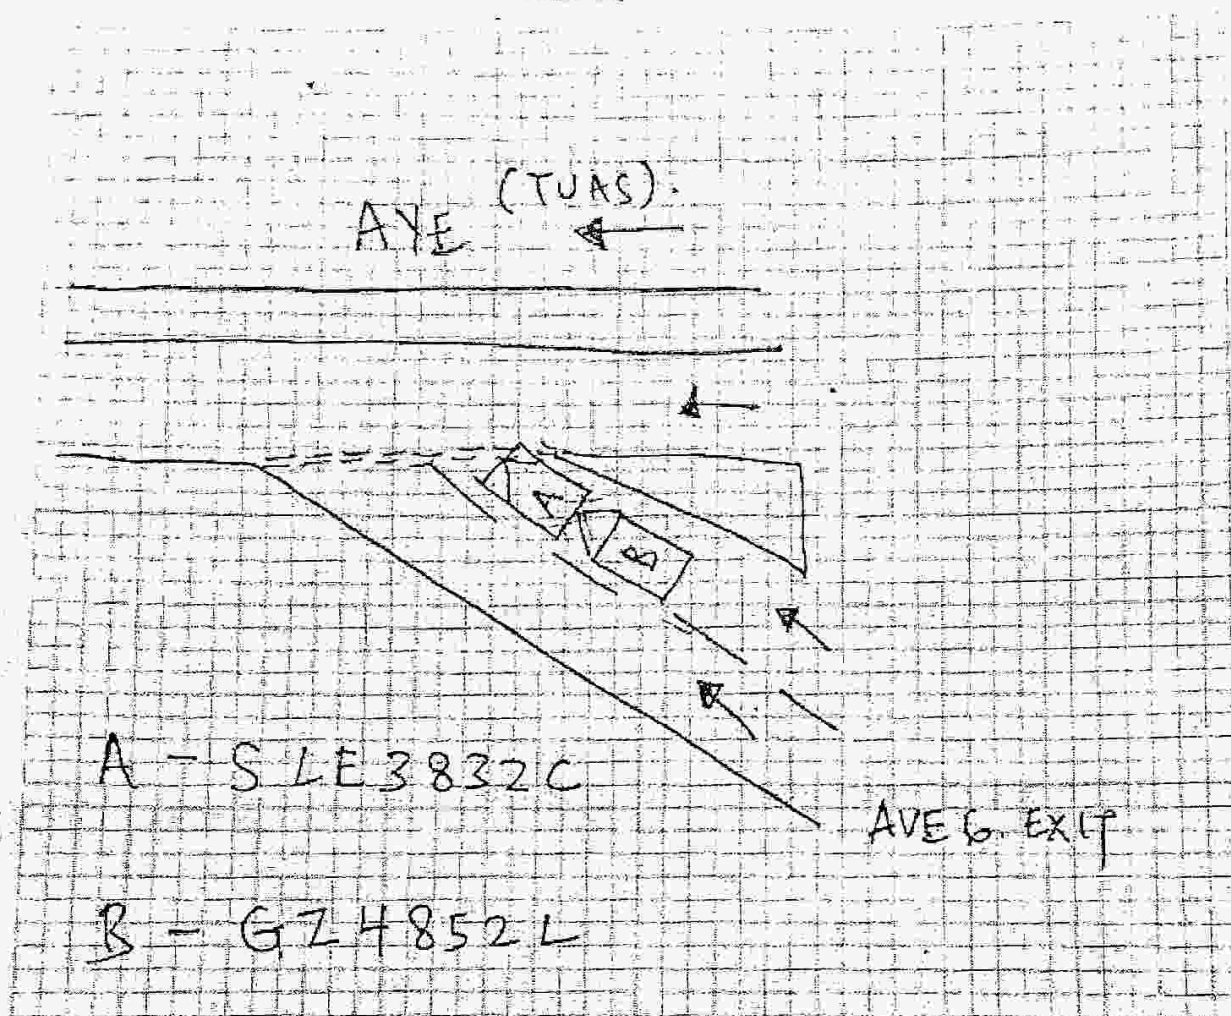 (TUAS).
AYE
A
B
A - SLE3832C
AVE 6. EXIT
B - GZ4852L